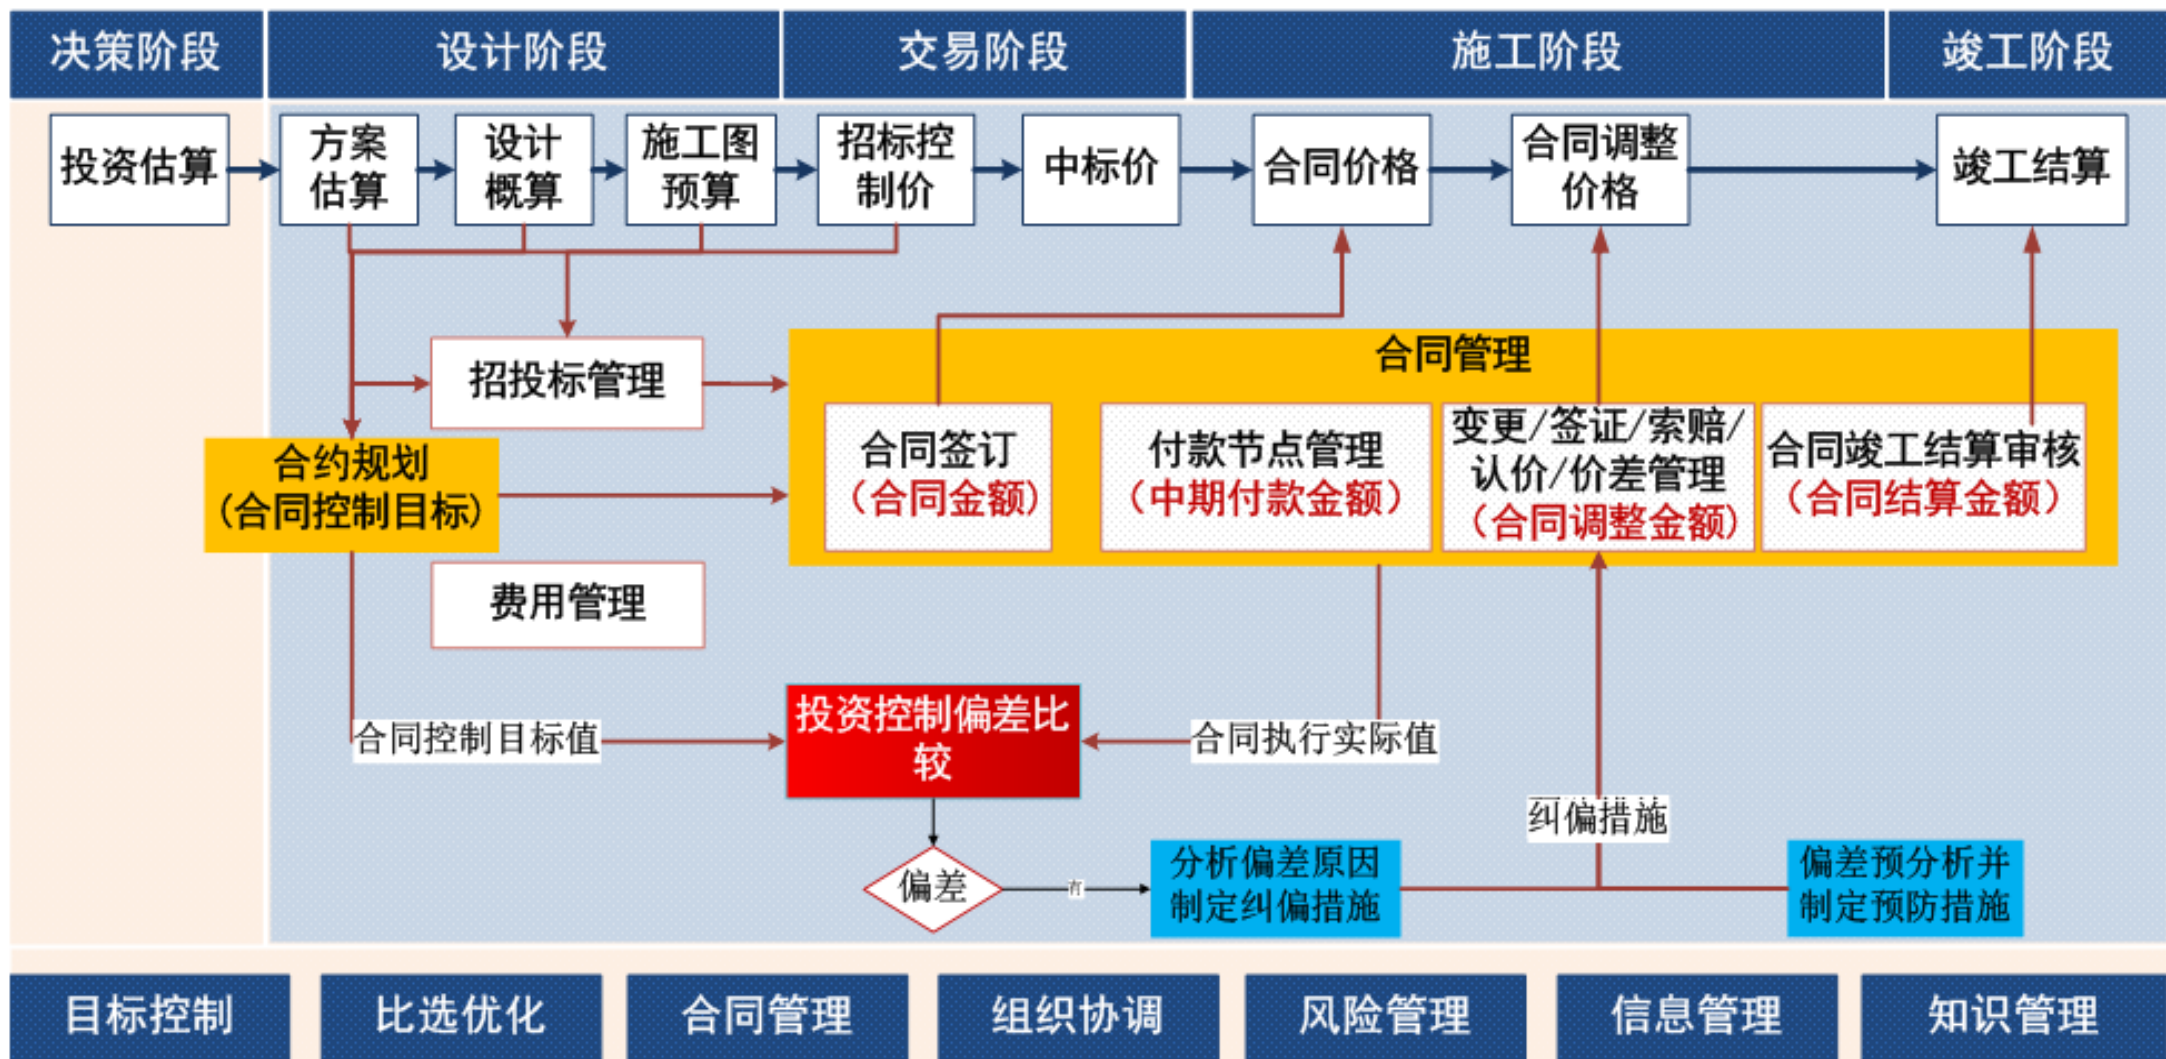 决策阶段
设计阶段
交易阶段
施工阶段
竣工阶段
投资估算
方案
估算
设计
概算
施工图
预算
招标控
制价
中标价
合同价格
合同调整
价格
竣工结算
招投标管理
合同管理
合约规划
(合同控制目标)
合同签订
（合同金额)
付款节点管理
（中期付款金额）
变更/签证/索赔/
认价/价差管理
（合同调整金额)
合同竣工结算审核
（合同结算金额）
费用管理
投资控制偏差比
较
合同控制目标值
合同执行实际值
纠偏措施
偏差
有
分析偏差原因
制定纠偏措施
偏差预分析并
制定预防措施
目标控制
比选优化
合同管理
组织协调
风险管理
信息管理
知识管理